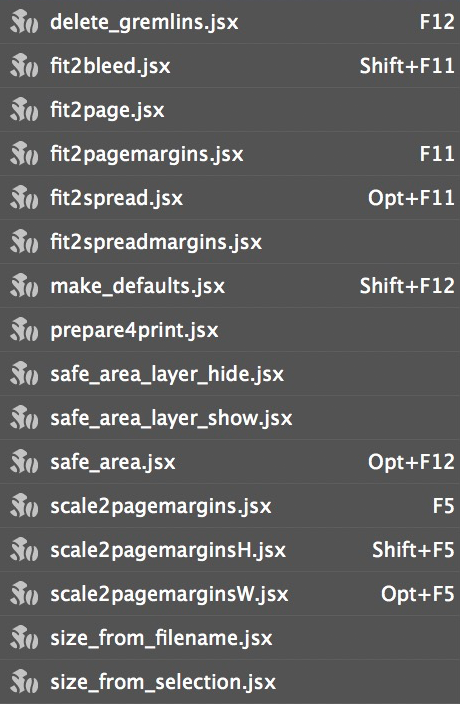 delete_gremlins.jsx F12
fit2bleed.jsx Shift+F11
fit2page.jsx
fit2pagemargins.jsx F11
fit2spread.jsx Opt+F11
fit2spreadmargins.jsx
make_defaults.jsx Shift+F12
prepare4print.jsx
safe_area_layer_hide.jsx
safe_area_layer_show.jsx
safe_area.jsx Opt+F12
scale2pagemargins.jsx F5
scale2pagemarginsH.jsx Shift+F5
scale2pagemarginsW.jsx Opt+F5
size_from_filename.jsx
size_from_selection.jsx